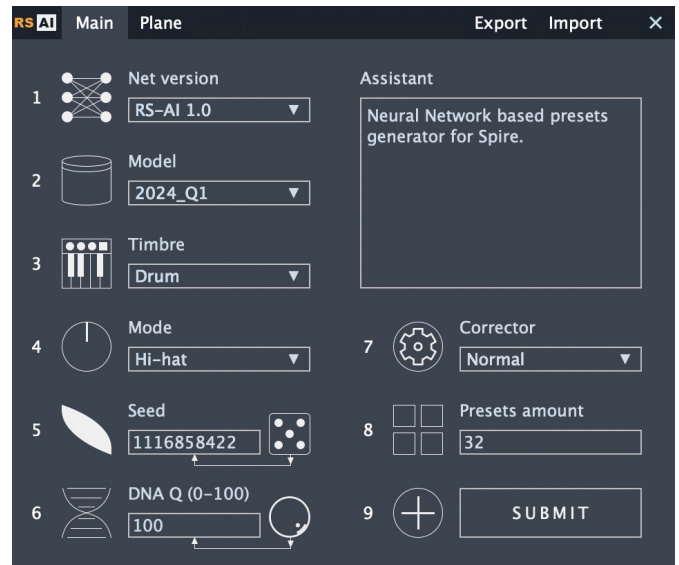 RS AI Main Plane Export Import ×
1 Net version
RS-AI 1.0 ▼
2 Model
2024_Q1 ▼
3 Timbre
Drum ▼
4 Mode
Hi-hat ▼
5 Seed
1116858422
6 DNA Q (0-100)
100
Assistant
Neural Network based presets
generator for Spire.
7 Corrector
Normal ▼
8 Presets amount
32
9 SUBMIT